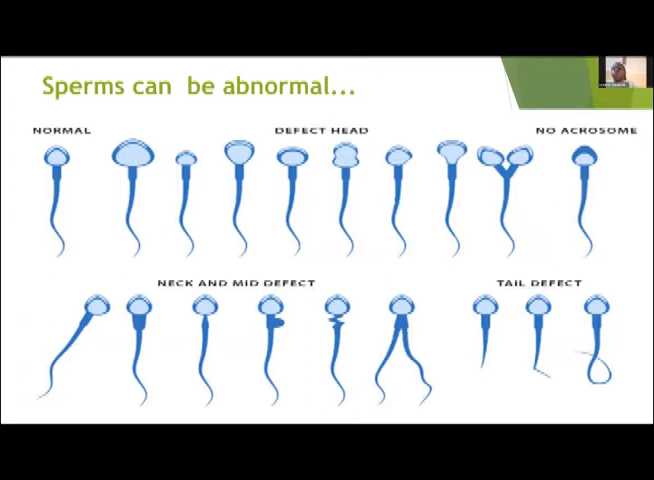 Sperms can be abnormal...
NORMAL
DEFECT HEAD
NO ACROSOME
NECK AND MID DEFECT
TAIL DEFECT